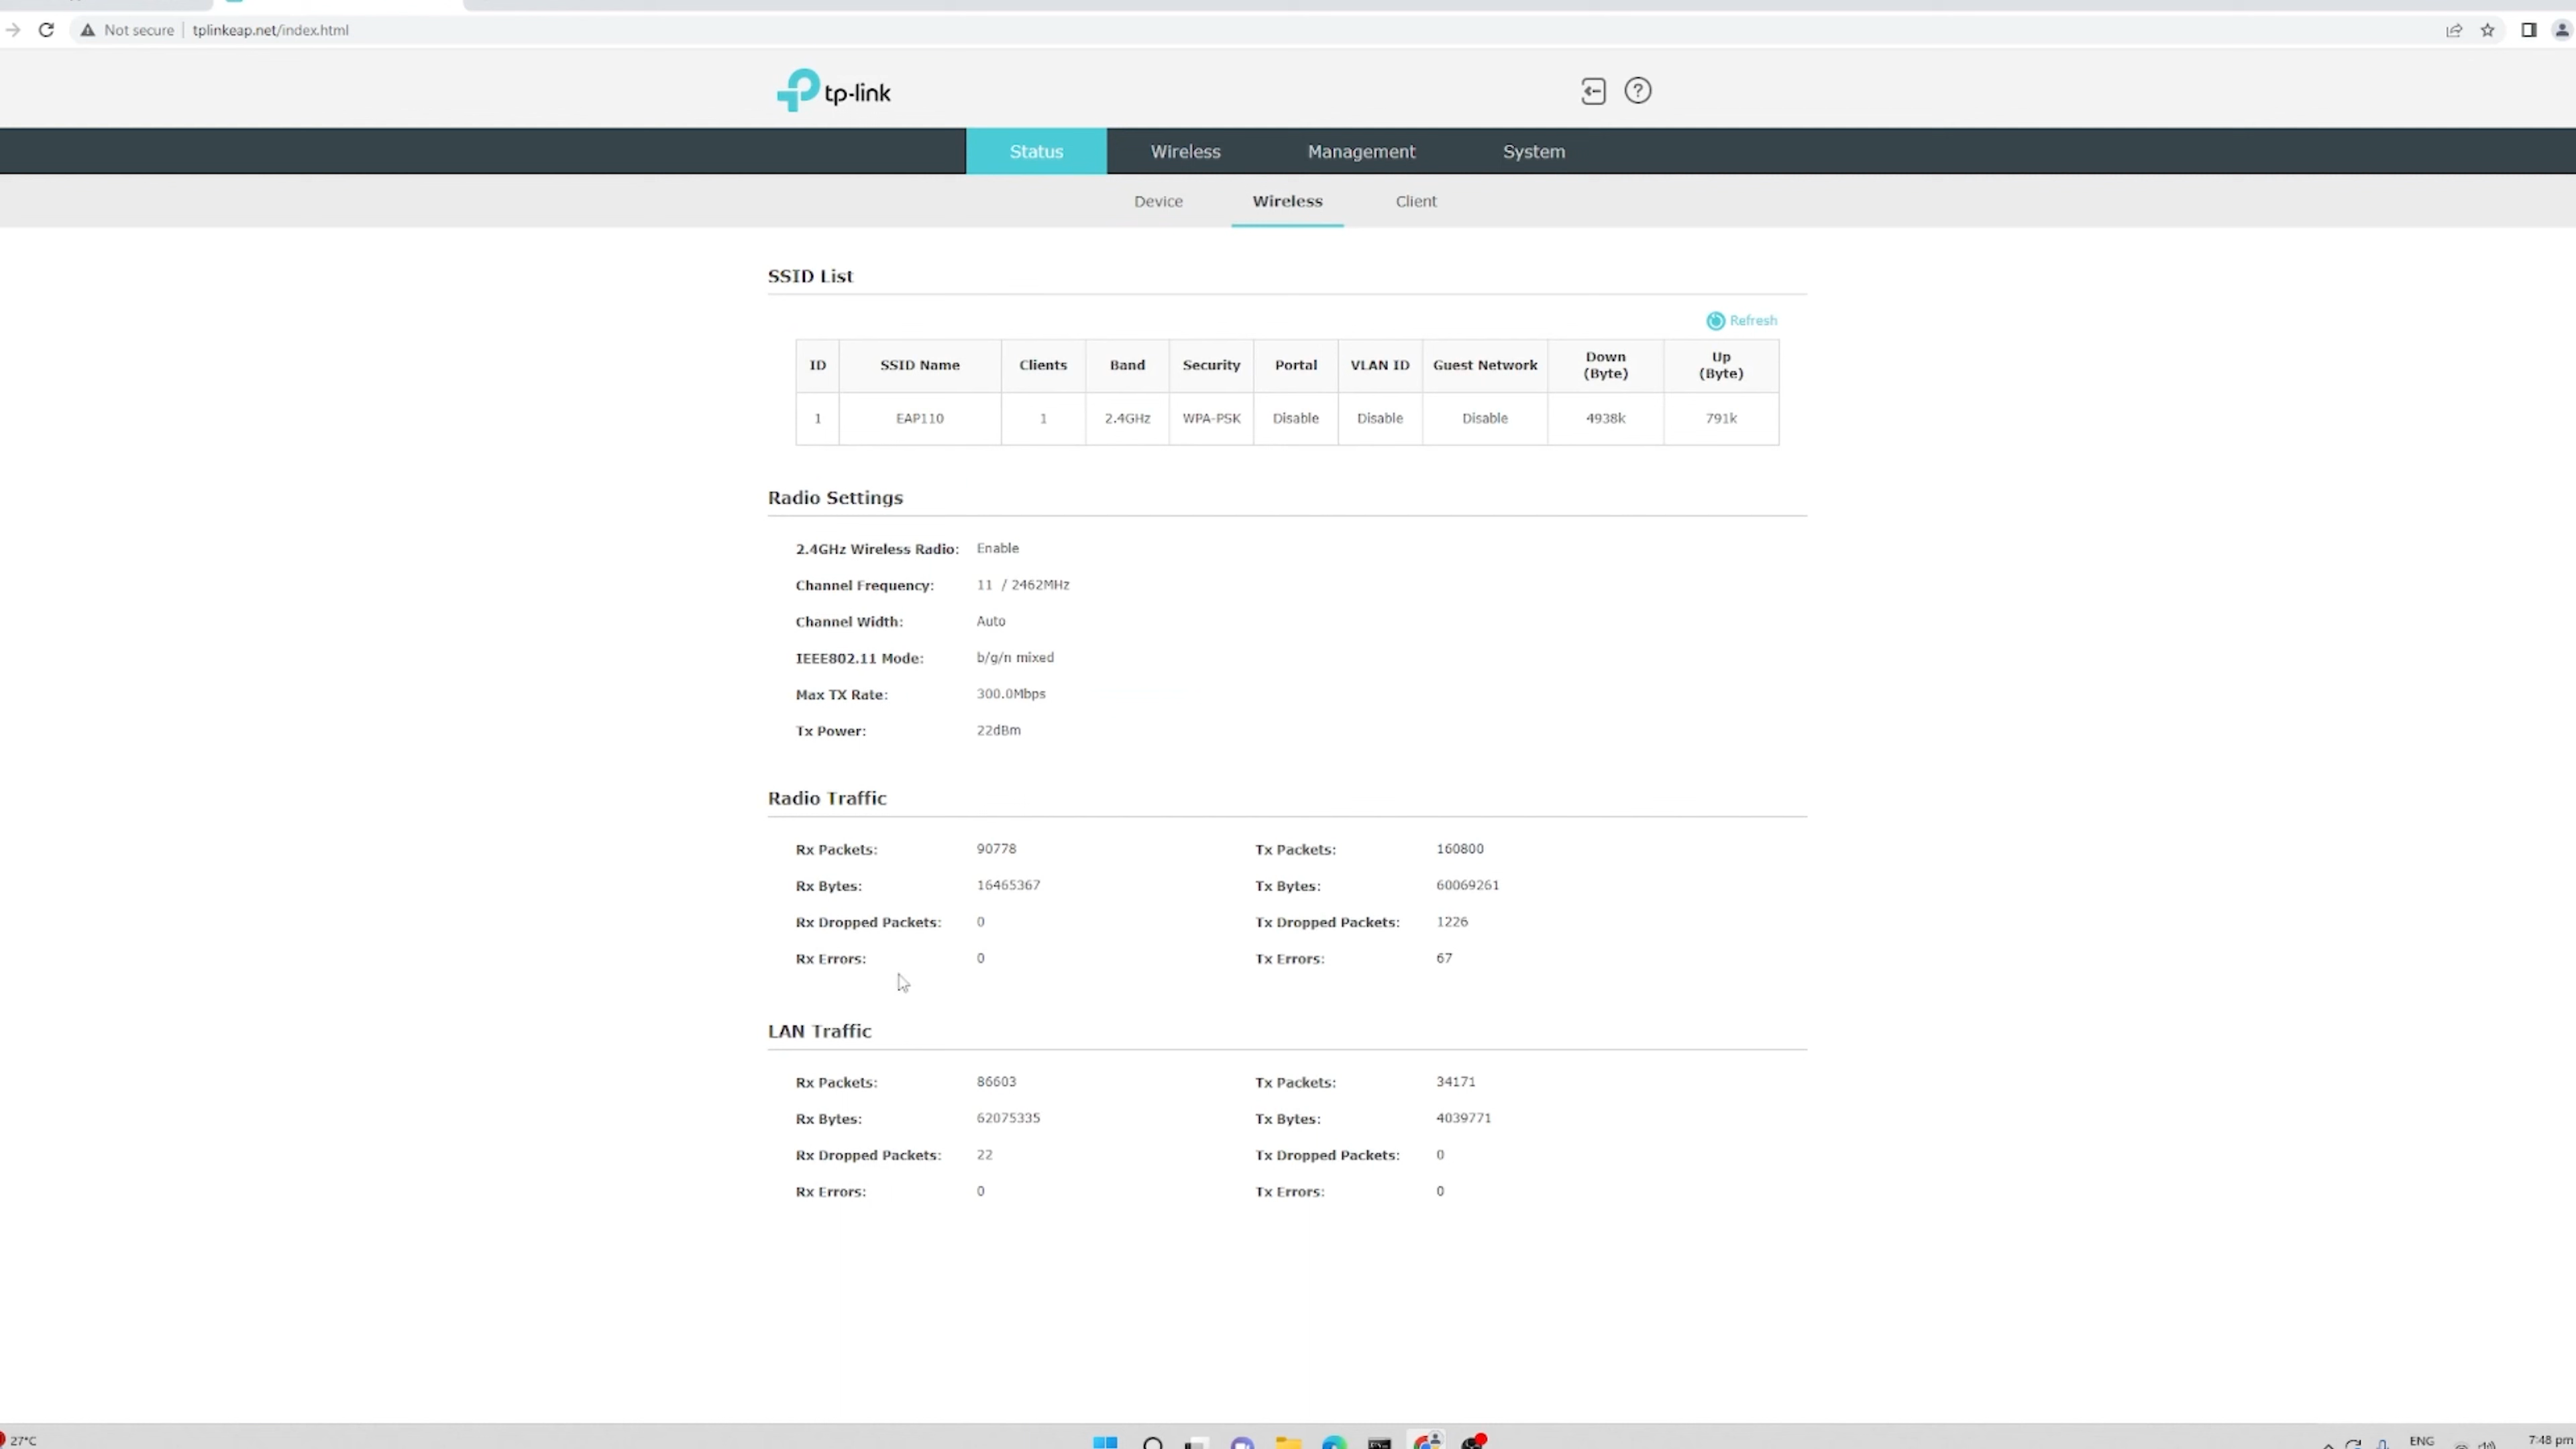 Not secure | tplinkeap.net/index.html
tp-link
Status Wireless Management System
Device Wireless Client
SSID List
Refresh
ID SSID Name Clients Band Security Portal VLAN ID Guest Network Down (Byte) Up (Byte)
1 EAP110 1 2.4GHz WPA-PSK Disable Disable Disable 4938k 791k
Radio Settings
2.4GHz Wireless Radio: Enable
Channel Frequency: 11 / 2462MHz
Channel Width: Auto
IEEE802.11 Mode: b/g/n mixed
Max TX Rate: 300.0Mbps
Tx Power: 22dBm
Radio Traffic
Rx Packets: 90778 Tx Packets: 160800
Rx Bytes: 16465367 Tx Bytes: 60069261
Rx Dropped Packets: 0 Tx Dropped Packets: 1226
Rx Errors: 0 Tx Errors: 67
LAN Traffic
Rx Packets: 86603 Tx Packets: 34171
Rx Bytes: 62075335 Tx Bytes: 4039771
Rx Dropped Packets: 22 Tx Dropped Packets: 0
Rx Errors: 0 Tx Errors: 0
27°C ENG 7:48 pm